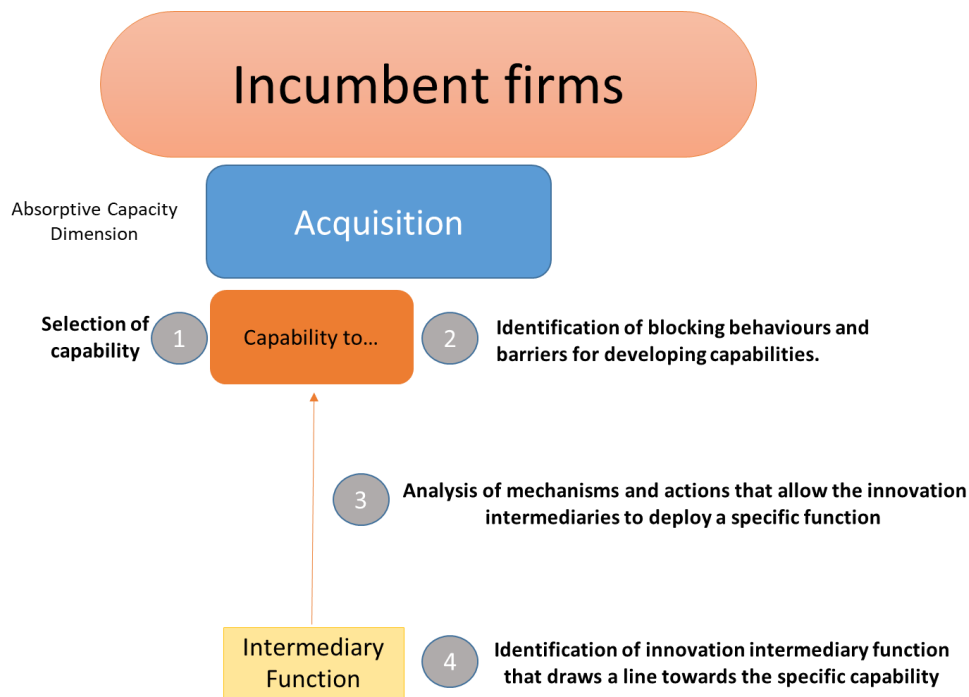 Incumbent firms
Absorptive Capacity
Dimension
Acquisition
Selection of
capability
1
Capability to...
2
Identification of blocking behaviours and
barriers for developing capabilities.
3
Analysis of mechanisms and actions that allow the innovation
intermediaries to deploy a specific function
Intermediary
Function
4
Identification of innovation intermediary function
that draws a line towards the specific capability